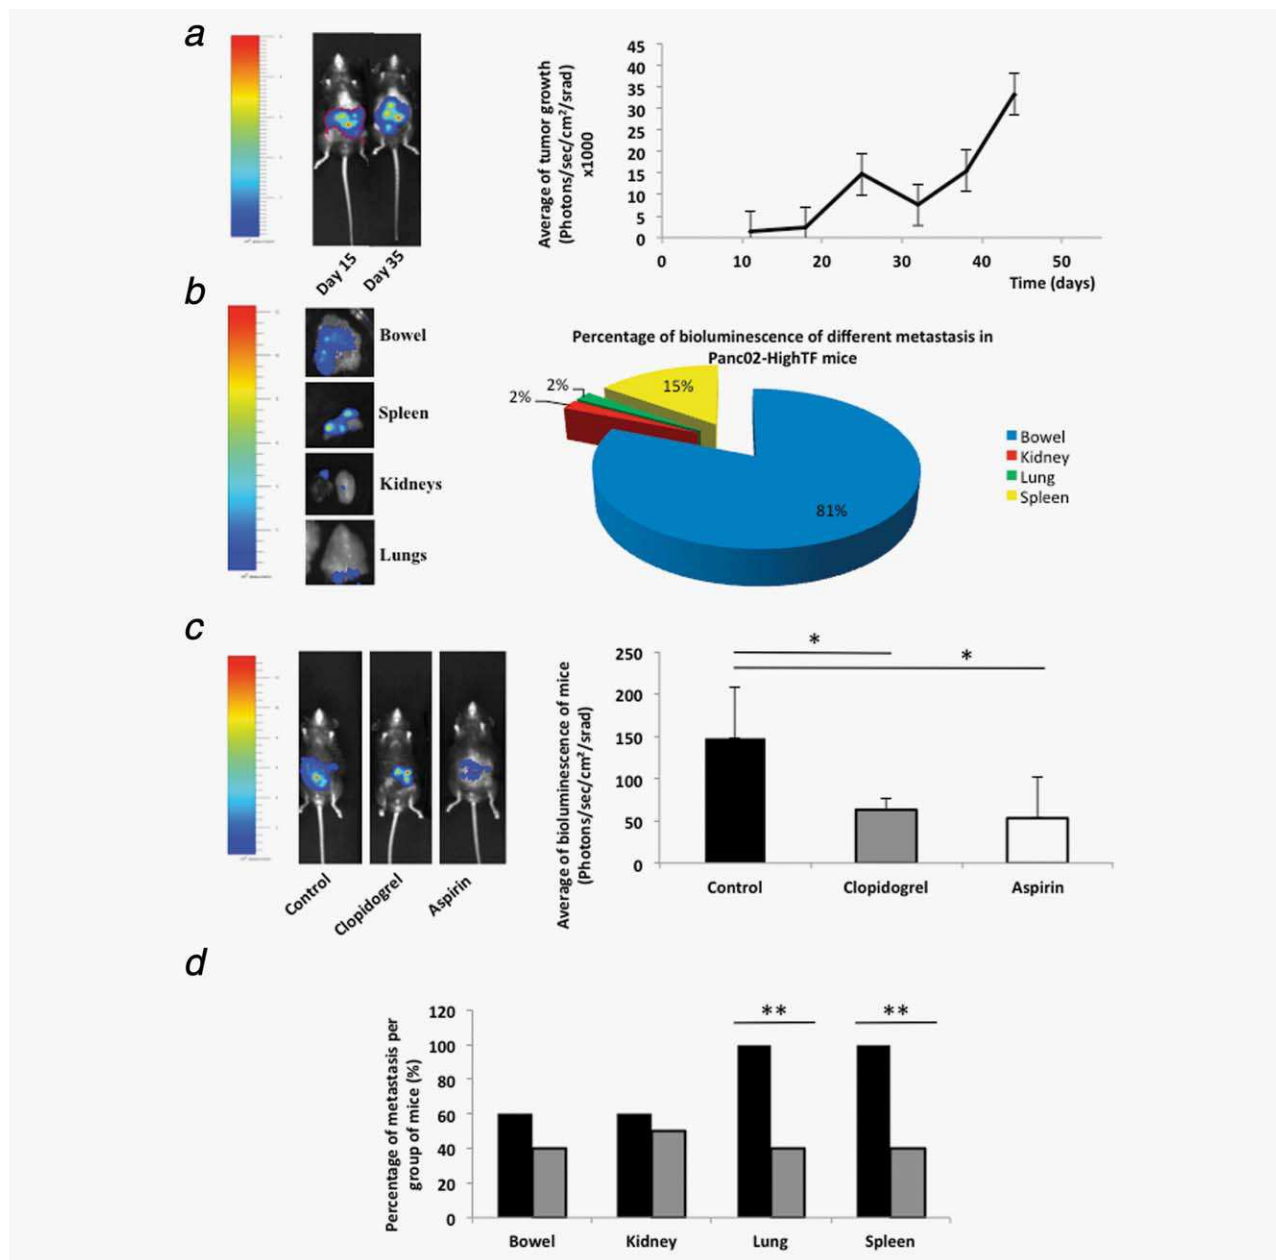 a
Day 15
Day 35
Average of tumor growth
(Photons/sec/cm²/srad)
x1000
45
40
35
30
25
20
15
10
5
0
0 10 20 30 40 50
Time (days)
b
Bowel
Spleen
Kidneys
Lungs
Percentage of bioluminescence of different metastasis in
Panc02-HighTF mice
2%
2%
15%
81%
Bowel
Kidney
Lung
Spleen
c
Control
Clopidogrel
Aspirin
Average of bioluminescence of mice
(Photons/sec/cm²/srad)
250
200
150
100
50
0
*
*
Control Clopidogrel Aspirin
d
Percentage of metastasis per
group of mice (%)
120
100
80
60
40
20
0
** **
Bowel Kidney Lung Spleen